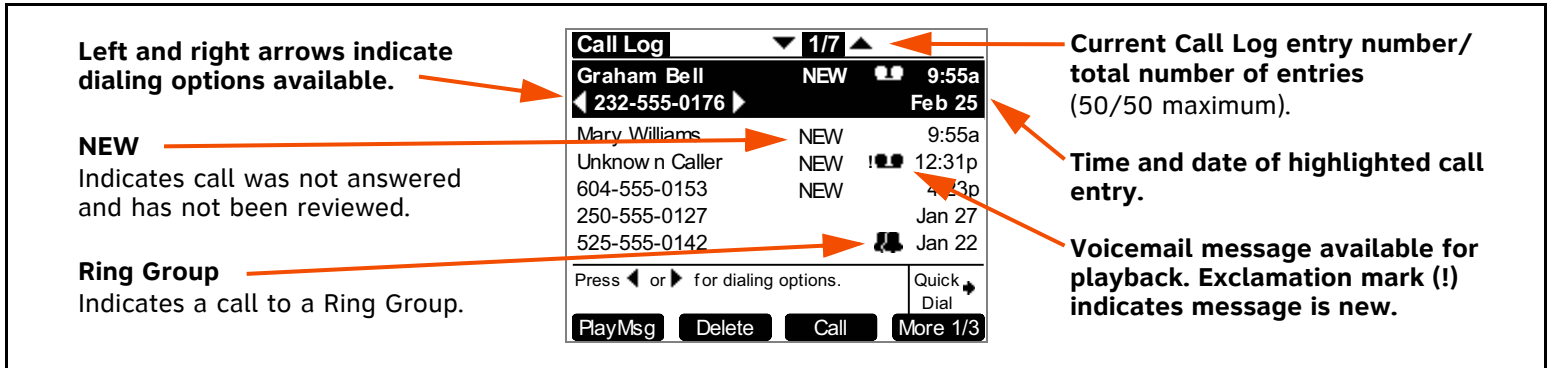 Left and right arrows indicate
dialing options available.
NEW
Indicates call was not answered
and has not been reviewed.
Ring Group
Indicates a call to a Ring Group.
Call Log 1/7
Graham Bell NEW 9:55a
232-555-0176 Feb 25
Mary Williams NEW 9:55a
Unknown Caller NEW ! 12:31p
604-555-0153 NEW 4:23p
250-555-0127 Jan 27
525-555-0142 Jan 22
Press ◀ or ▶ for dialing options.
Quick
Dial
PlayMsg Delete Call More 1/3
Current Call Log entry number/
total number of entries
(50/50 maximum).
Time and date of highlighted call
entry.
Voicemail message available for
playback. Exclamation mark (!)
indicates message is new.